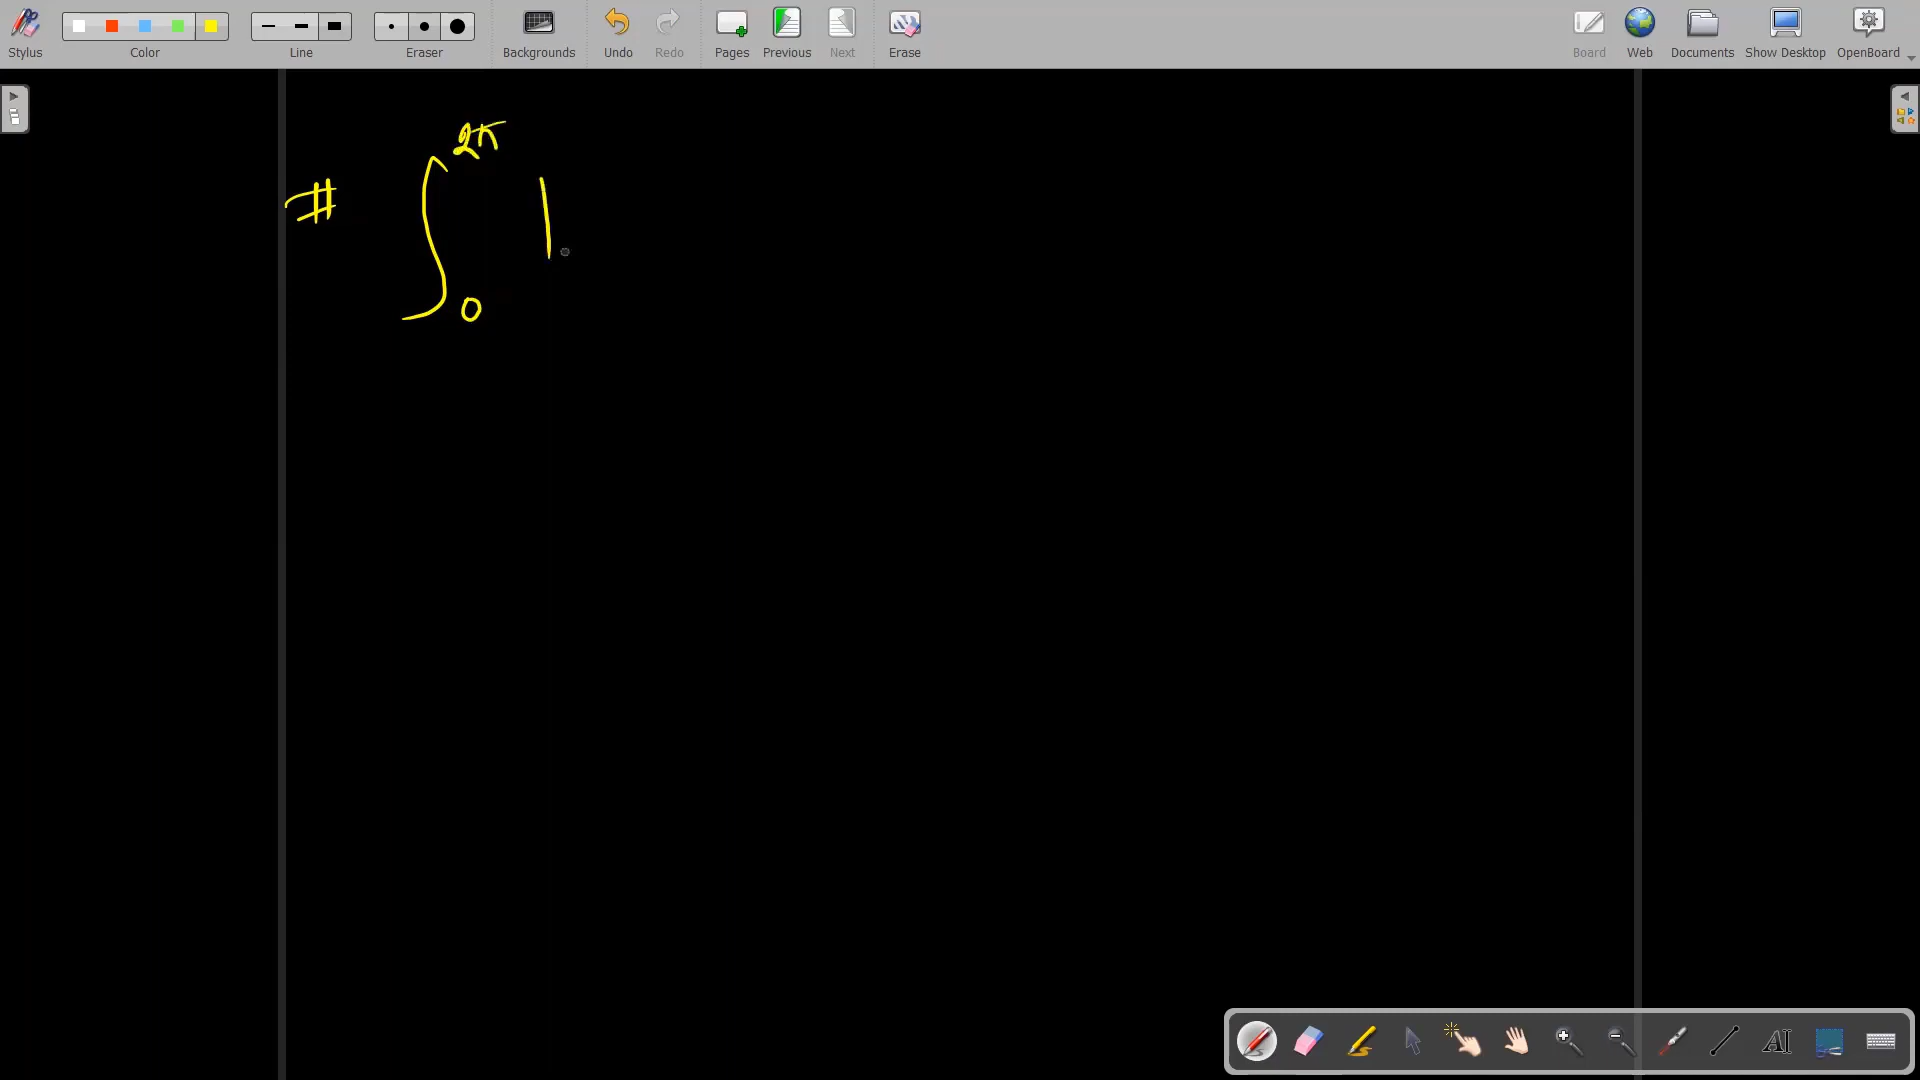 Stylus Color Line Eraser Backgrounds Undo Redo Pages Previous Next Erase Board Web Documents Show Desktop OpenBoard
# ∫₀^{2π} |
AI